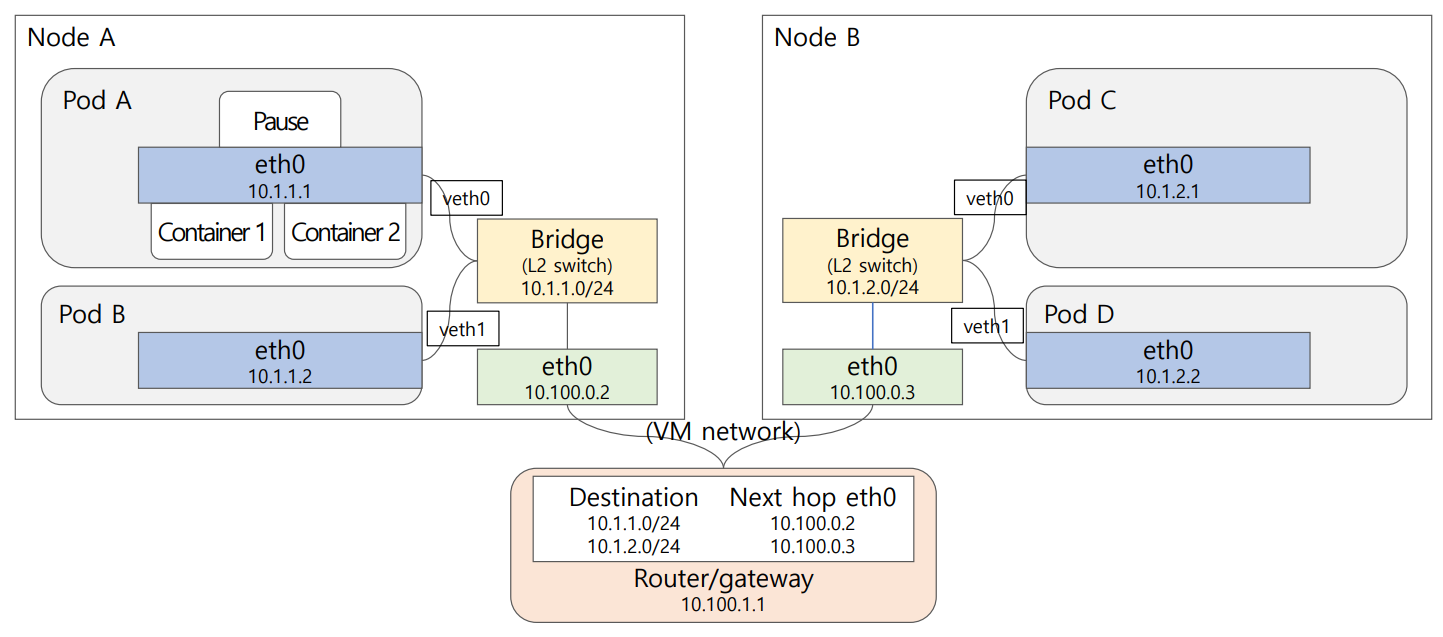 Node A
Pod A
Pause
eth0
10.1.1.1
Container 1
Container 2
veth0
Bridge
(L2 switch)
10.1.1.0/24
Pod B
eth0
10.1.1.2
veth1
eth0
10.100.0.2
Node B
Pod C
eth0
10.1.2.1
veth0
Bridge
(L2 switch)
10.1.2.0/24
Pod D
eth0
10.1.2.2
veth1
eth0
10.100.0.3
(VM network)
Destination Next hop eth0
10.1.1.0/24 10.100.0.2
10.1.2.0/24 10.100.0.3
Router/gateway
10.100.1.1